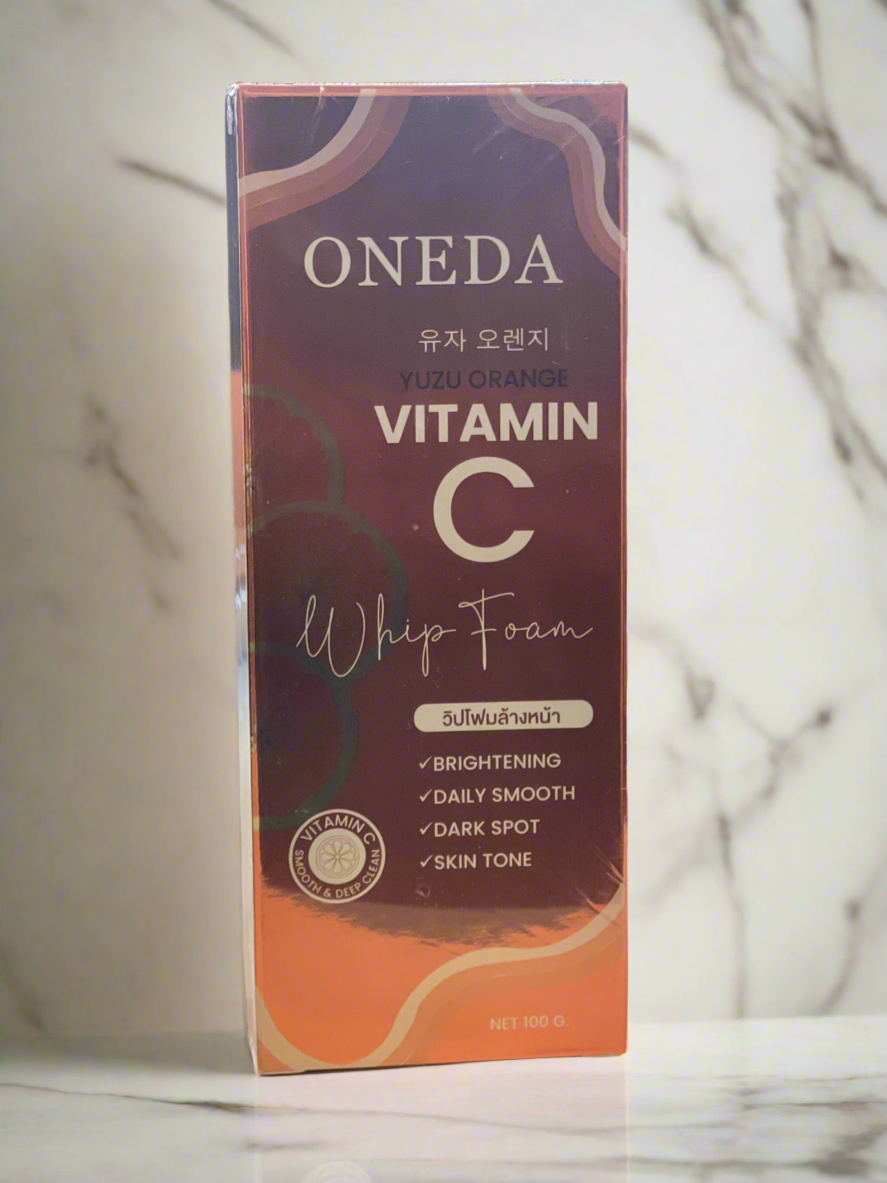 ONEDA
유자 오렌지
YUZU ORANGE
VITAMIN
C
Whip Foam
วิปโฟมล้างหน้า
✓BRIGHTENING
✓DAILY SMOOTH
✓DARK SPOT
✓SKIN TONE
VITAMIN C
SMOOTH & DEEP CLEAN
NET 100 G.